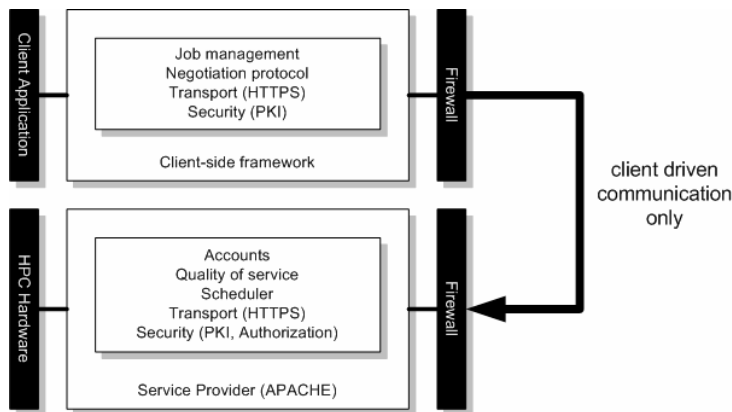 Client Application
Job management
Negotiation protocol
Transport (HTTPS)
Security (PKI)
Client-side framework
Firewall
client driven
communication
only
HPC Hardware
Accounts
Quality of service
Scheduler
Transport (HTTPS)
Security (PKI, Authorization)
Service Provider (APACHE)
Firewall